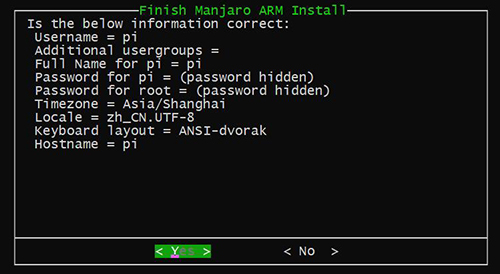 Finish Manjaro ARM Install
Is the below information correct:
Username = pi
Additional usergroups =
Full Name for pi = pi
Password for pi = (password hidden)
Password for root = (password hidden)
Timezone = Asia/Shanghai
Locale = zh_CN.UTF-8
Keyboard layout = ANSI-dvorak
Hostname = pi
< Yes > < No >